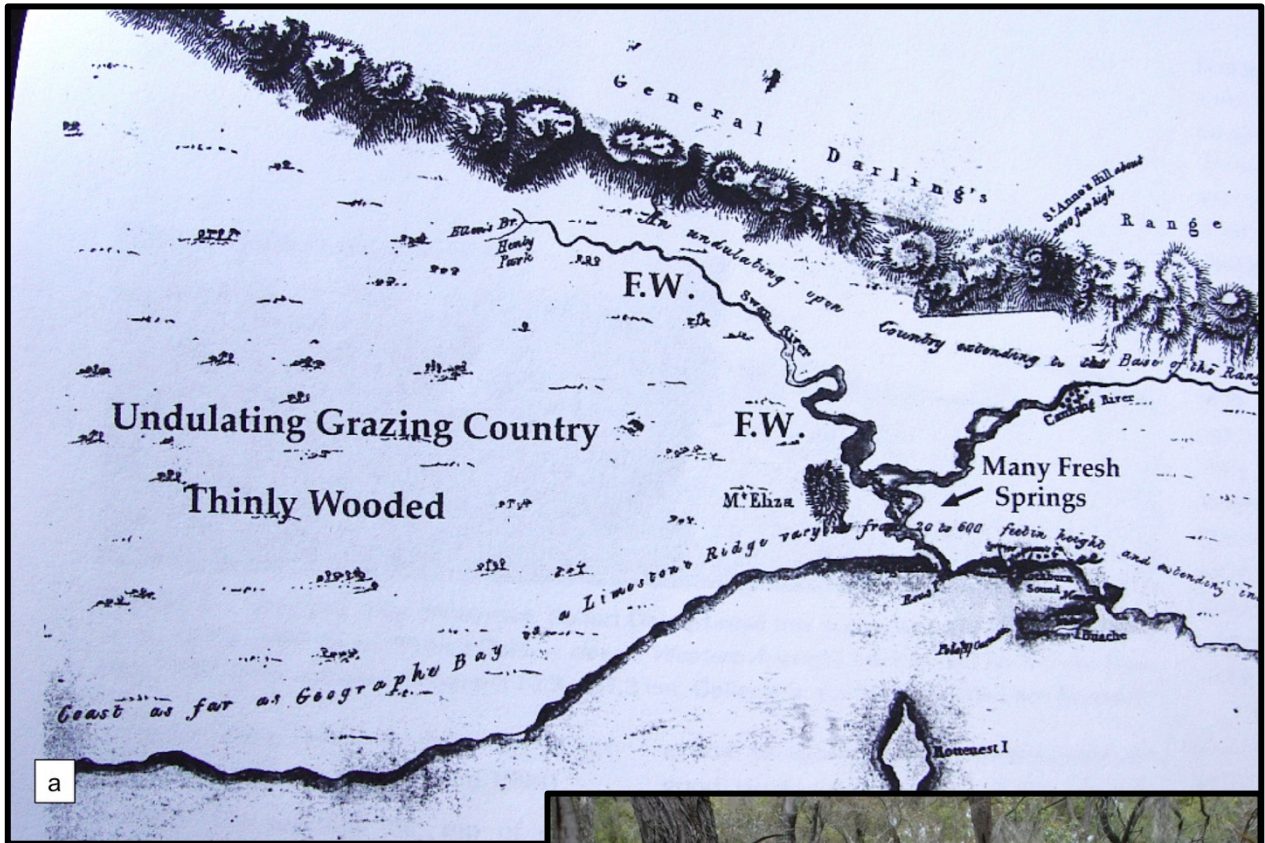 General Darling's Range
St Anne's Hill about
2000 feet high
Ellen's Br.
Henly
Park
An undulating open Country extending to the Base of the Rang
F.W.
Swan River
Undulating Grazing Country
F.W.
Canning River
Thinly Wooded
Mt Eliza
Many Fresh
Springs
Coast as far as Geographe Bay a Limestone Ridge varying from 20 to 600 feet in height and extending
Sound
Buache
Rottenest I
a